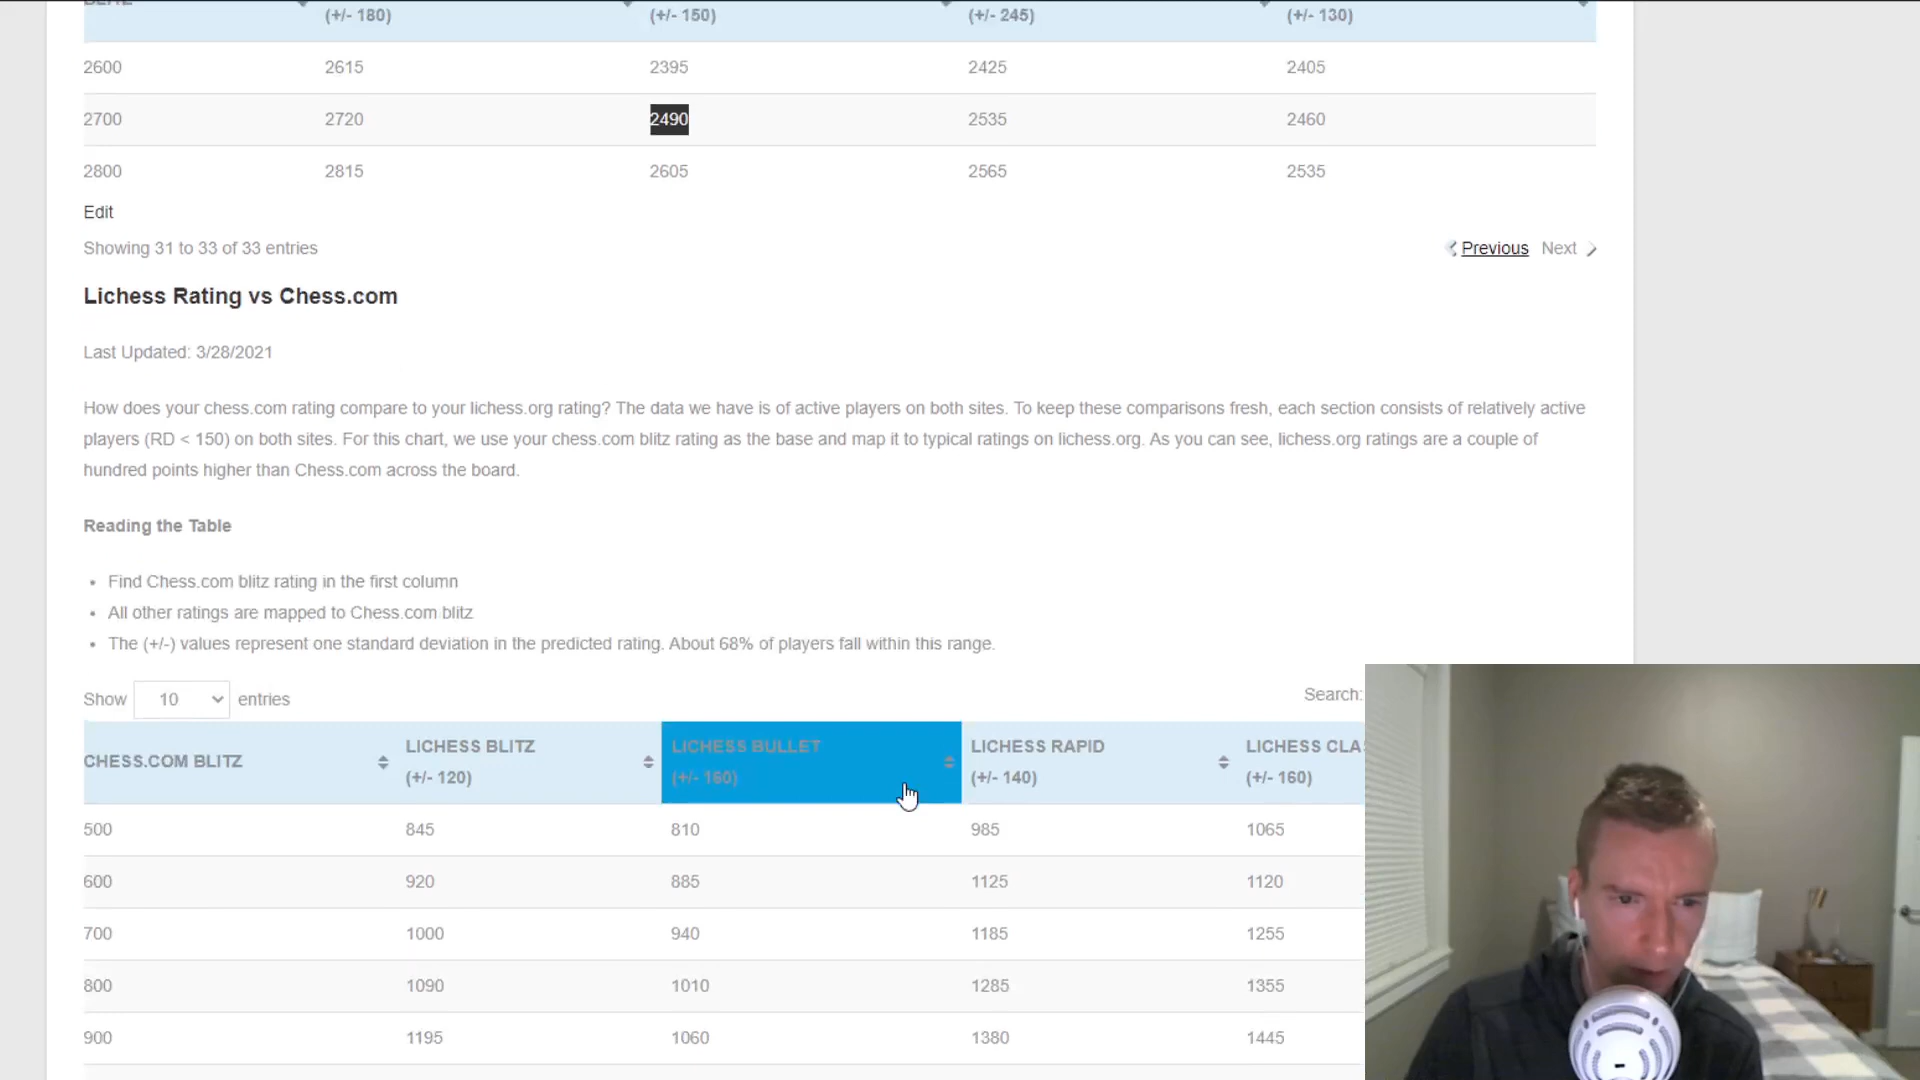 (+/- 180) (+/- 150) (+/- 245) (+/- 130)
2600 2615 2395 2425 2405
2700 2720 2490 2535 2460
2800 2815 2605 2565 2535
Edit
Showing 31 to 33 of 33 entries Previous Next
Lichess Rating vs Chess.com
Last Updated: 3/28/2021
How does your chess.com rating compare to your lichess.org rating? The data we have is of active players on both sites. To keep these comparisons fresh, each section consists of relatively active
players (RD < 150) on both sites. For this chart, we use your chess.com blitz rating as the base and map it to typical ratings on lichess.org. As you can see, lichess.org ratings are a couple of
hundred points higher than Chess.com across the board.
Reading the Table
• Find Chess.com blitz rating in the first column
• All other ratings are mapped to Chess.com blitz
• The (+/-) values represent one standard deviation in the predicted rating. About 68% of players fall within this range.
Show 10 entries Search:
CHESS.COM BLITZ LICHESS BLITZ LICHESS BULLET LICHESS RAPID LICHESS CLA
(+/- 120) (+/- 160) (+/- 140) (+/- 160)
500 845 810 985 1065
600 920 885 1125 1120
700 1000 940 1185 1255
800 1090 1010 1285 1355
900 1195 1060 1380 1445